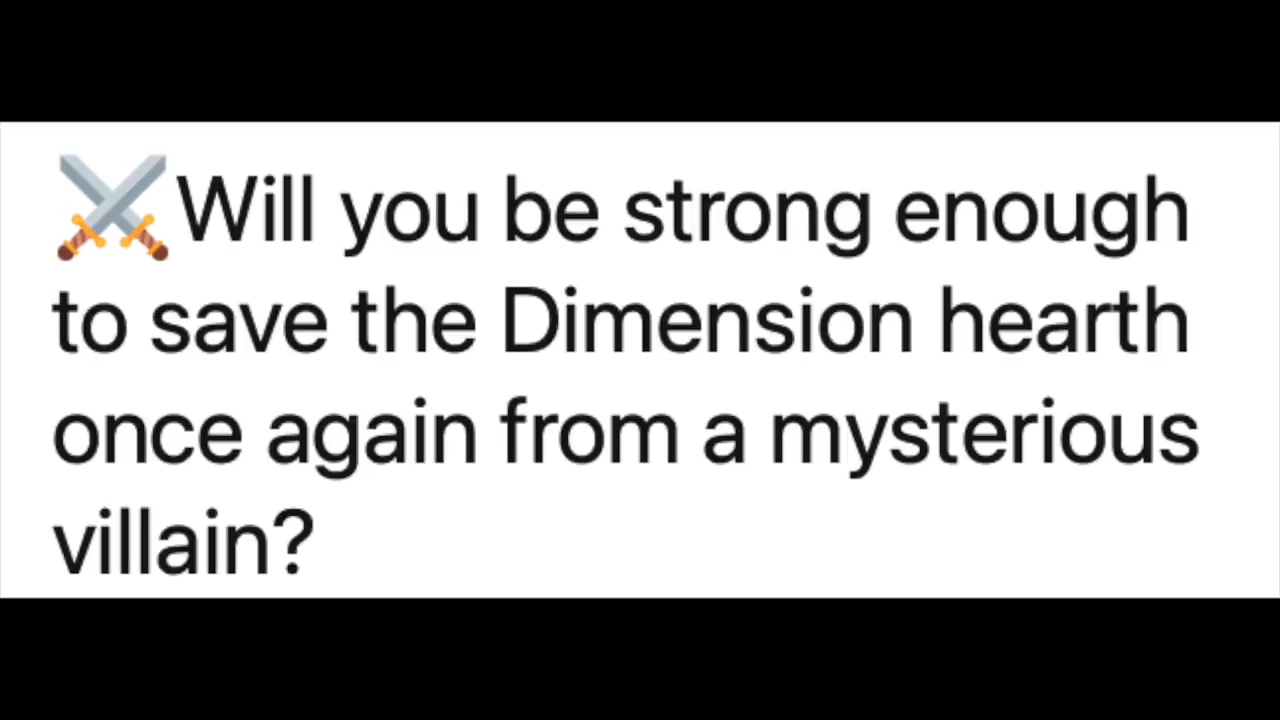 ⚔️Will you be strong enough
to save the Dimension hearth
once again from a mysterious
villain?